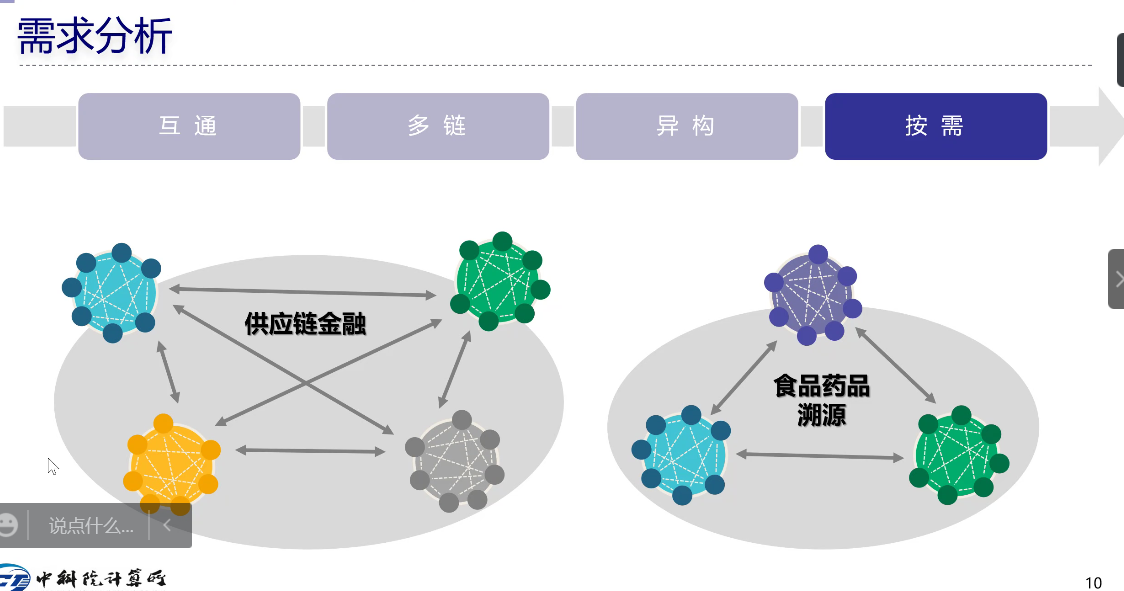 需求分析
互 通
多 链
异 构
按 需
供应链金融
食品药品
溯源
说点什么...
中科院计算所
10